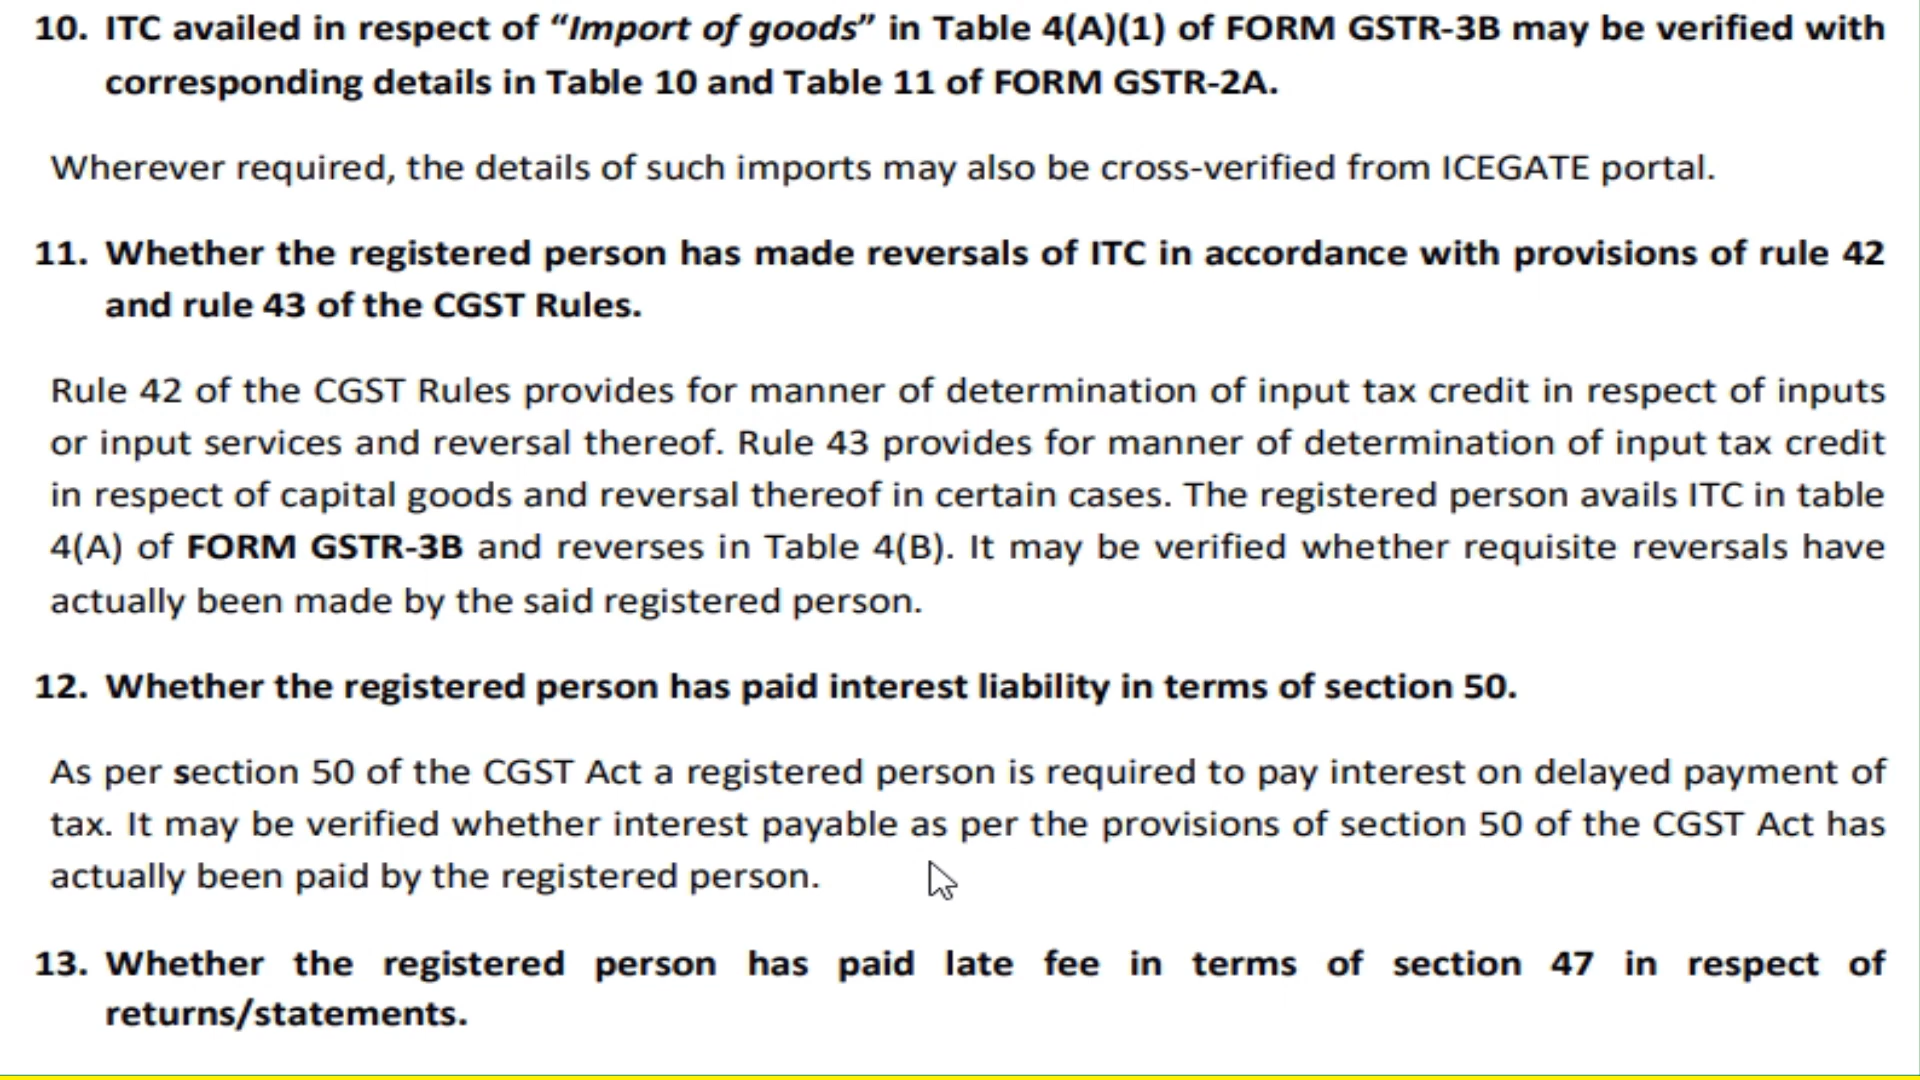 10. ITC availed in respect of “Import of goods” in Table 4(A)(1) of FORM GSTR-3B may be verified with
corresponding details in Table 10 and Table 11 of FORM GSTR-2A.
Wherever required, the details of such imports may also be cross-verified from ICEGATE portal.
11. Whether the registered person has made reversals of ITC in accordance with provisions of rule 42
and rule 43 of the CGST Rules.
Rule 42 of the CGST Rules provides for manner of determination of input tax credit in respect of inputs
or input services and reversal thereof. Rule 43 provides for manner of determination of input tax credit
in respect of capital goods and reversal thereof in certain cases. The registered person avails ITC in table
4(A) of FORM GSTR-3B and reverses in Table 4(B). It may be verified whether requisite reversals have
actually been made by the said registered person.
12. Whether the registered person has paid interest liability in terms of section 50.
As per section 50 of the CGST Act a registered person is required to pay interest on delayed payment of
tax. It may be verified whether interest payable as per the provisions of section 50 of the CGST Act has
actually been paid by the registered person.
13. Whether the registered person has paid late fee in terms of section 47 in respect of
returns/statements.